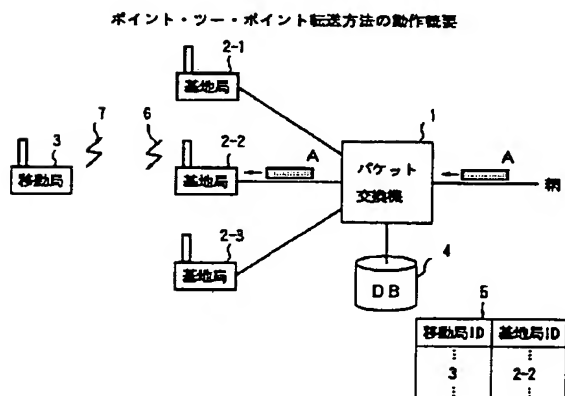 ポイント・ツー・ポイント転送方法の動作概要
2-1
基地局
7
6
2-2
1
3
移動局
基地局
A
パケット
交換機
A
網
2-3
基地局
4
DB
5
移動局ID 基地局ID
⋮ ⋮
3 2-2
⋮ ⋮